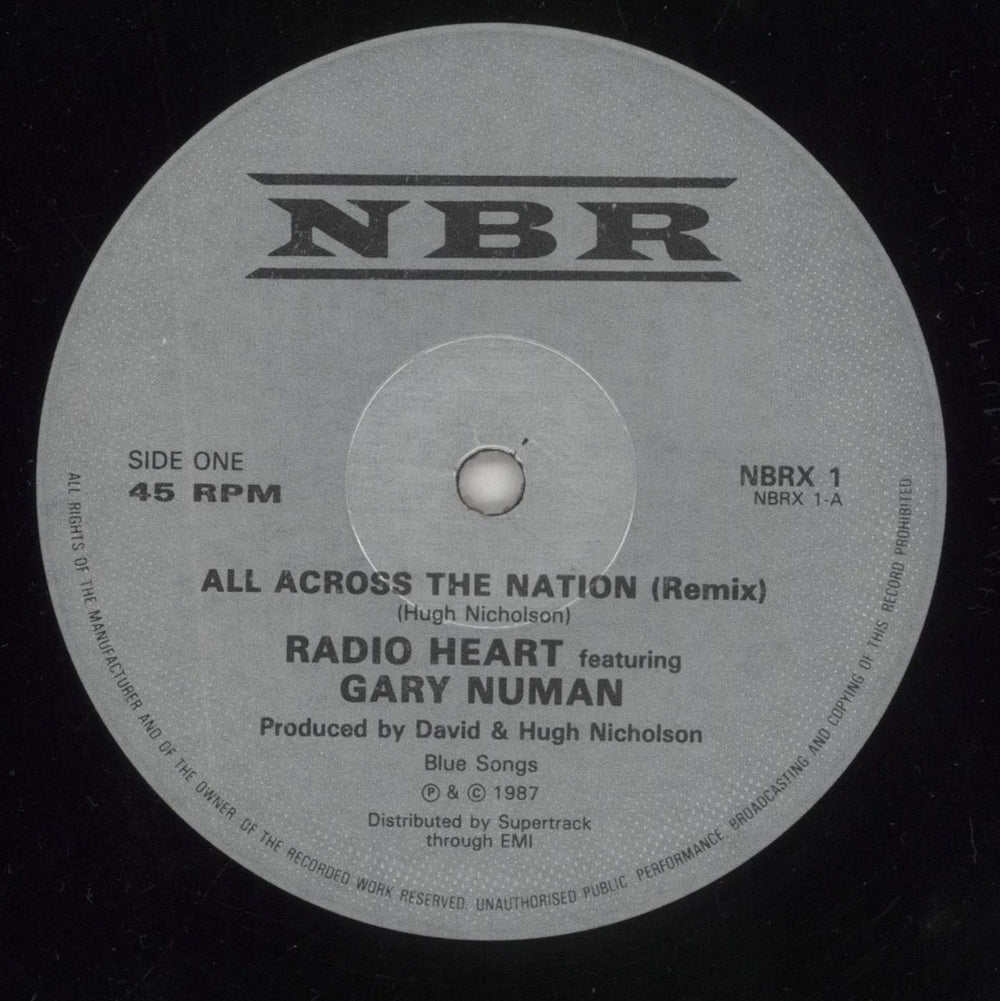 NBR
SIDE ONE
45 RPM
NBRX 1
NBRX 1-A
ALL ACROSS THE NATION (Remix)
(Hugh Nicholson)
RADIO HEART featuring
GARY NUMAN
Produced by David & Hugh Nicholson
Blue Songs
Ⓟ & © 1987
Distributed by Supertrack
through EMI
ALL RIGHTS OF THE MANUFACTURER AND OF THE OWNER OF THE RECORDED WORK RESERVED. UNAUTHORISED PUBLIC PERFORMANCE. BROADCASTING AND COPYING OF THIS RECORD PROHIBITED